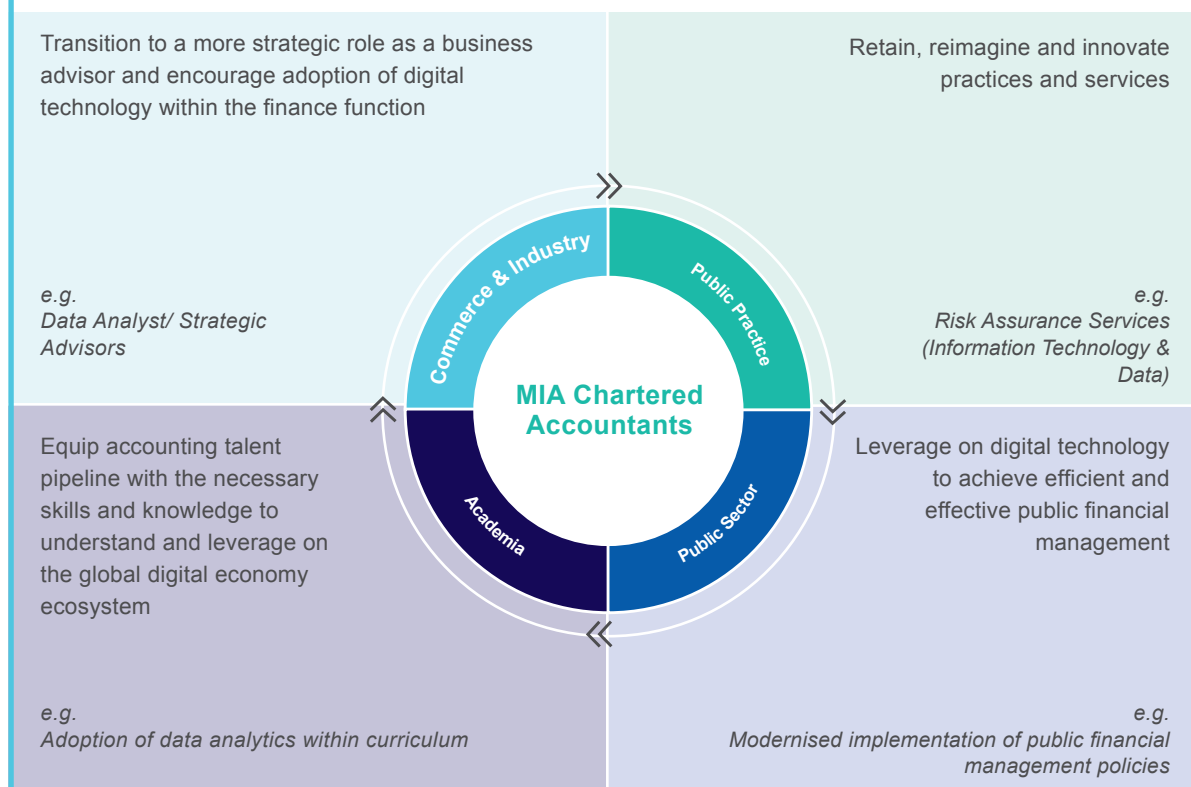 Transition to a more strategic role as a business
advisor and encourage adoption of digital
technology within the finance function
e.g.
Data Analyst/ Strategic
Advisors
Retain, reimagine and innovate
practices and services
e.g.
Risk Assurance Services
(Information Technology &
Data)
Commerce & Industry
Public Practice
MIA Chartered
Accountants
Academia
Public Sector
Equip accounting talent
pipeline with the necessary
skills and knowledge to
understand and leverage on
the global digital economy
ecosystem
e.g.
Adoption of data analytics within curriculum
Leverage on digital technology
to achieve efficient and
effective public financial
management
e.g.
Modernised implementation of public financial
management policies